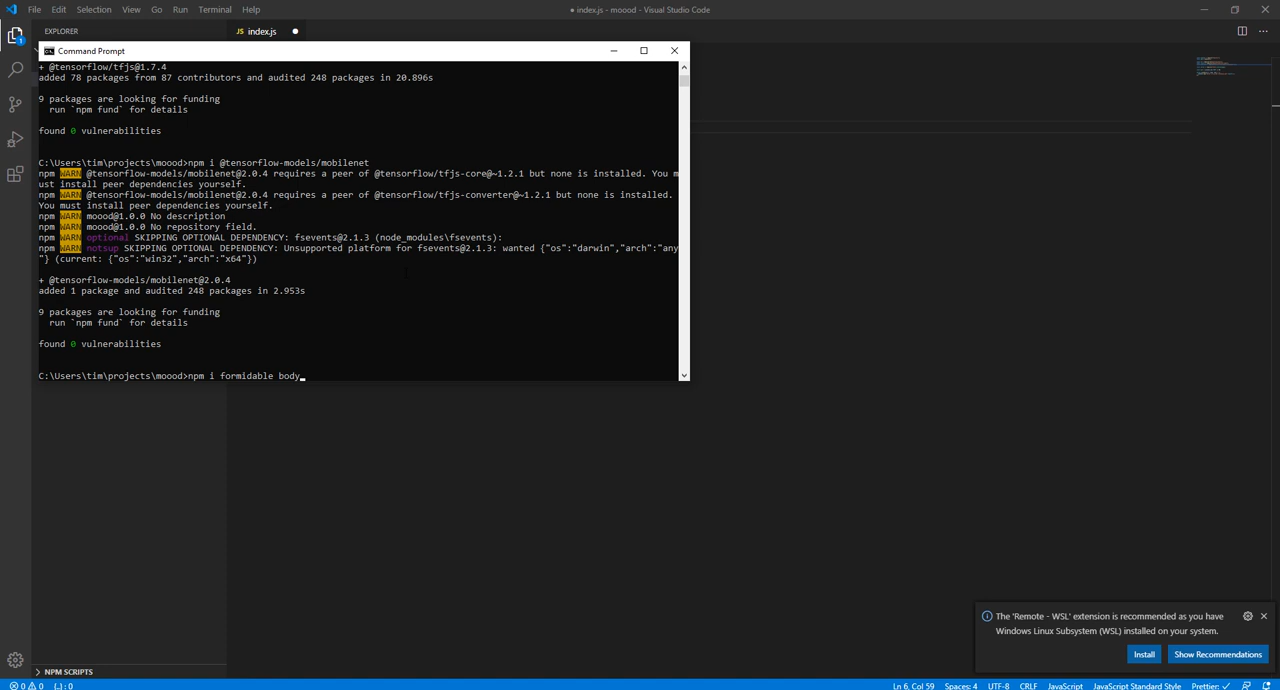 File Edit Selection View Go Run Terminal Help
● index.js - moood - Visual Studio Code
1
EXPLORER
JS index.js ●
Command Prompt
+ @tensorflow/tfjs@1.7.4
added 78 packages from 87 contributors and audited 248 packages in 20.896s
9 packages are looking for funding
run `npm fund` for details
found 0 vulnerabilities
C:\Users\tim\projects\moood>npm i @tensorflow-models/mobilenet
npm WARN @tensorflow-models/mobilenet@2.0.4 requires a peer of @tensorflow/tfjs-core@~1.2.1 but none is installed. You m
ust install peer dependencies yourself.
npm WARN @tensorflow-models/mobilenet@2.0.4 requires a peer of @tensorflow/tfjs-converter@~1.2.1 but none is installed.
You must install peer dependencies yourself.
npm WARN moood@1.0.0 No description
npm WARN moood@1.0.0 No repository field.
npm WARN optional SKIPPING OPTIONAL DEPENDENCY: fsevents@2.1.3 (node_modules\fsevents):
npm WARN notsup SKIPPING OPTIONAL DEPENDENCY: Unsupported platform for fsevents@2.1.3: wanted {"os":"darwin","arch":"any
"} (current: {"os":"win32","arch":"x64"})
+ @tensorflow-models/mobilenet@2.0.4
added 1 package and audited 248 packages in 2.953s
9 packages are looking for funding
run `npm fund` for details
found 0 vulnerabilities
C:\Users\tim\projects\moood>npm i formidable body
The 'Remote - WSL' extension is recommended as you have
Windows Linux Subsystem (WSL) installed on your system.
Install Show Recommendations
NPM SCRIPTS
0 0 {..} : 0 Ln 6, Col 59 Spaces: 4 UTF-8 CRLF JavaScript JavaScript Standard Style Prettier: ✓